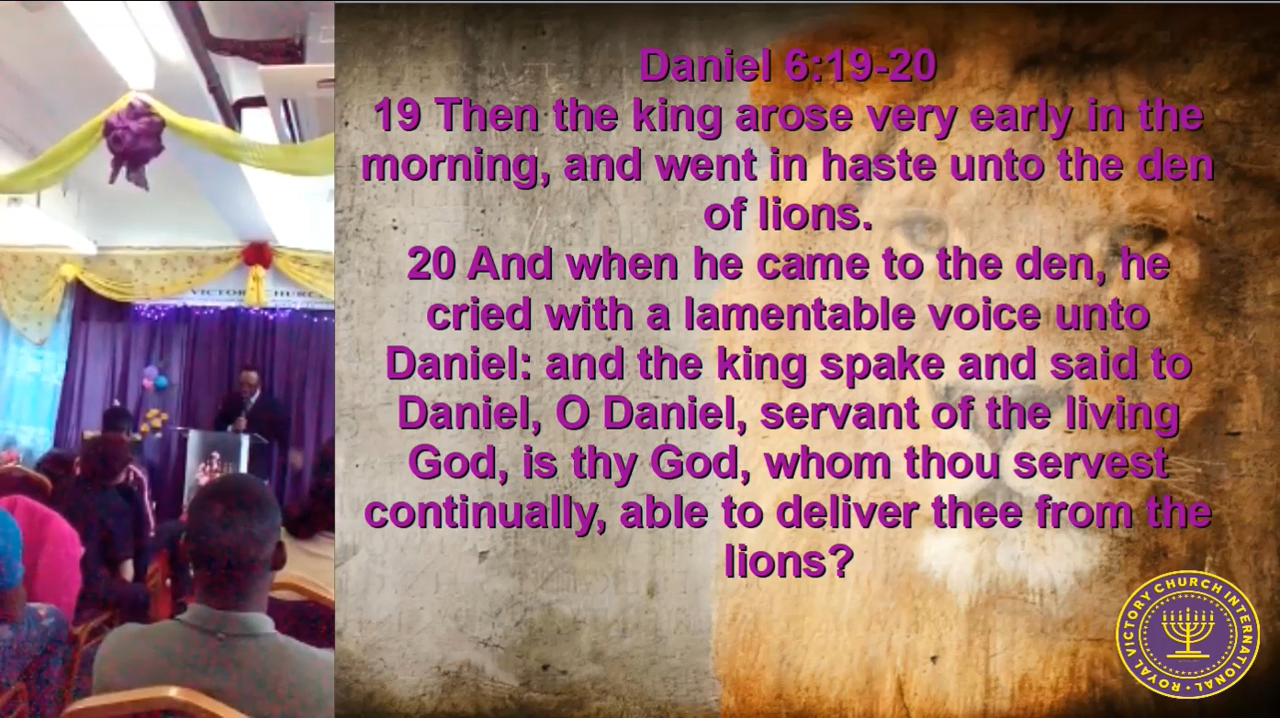 Daniel 6:19-20
19 Then the king arose very early in the
morning, and went in haste unto the den
of lions.
20 And when he came to the den, he
cried with a lamentable voice unto
Daniel: and the king spake and said to
Daniel, O Daniel, servant of the living
God, is thy God, whom thou servest
continually, able to deliver thee from the
lions?
VICTORY CHURC
ROYAL VICTORY CHURCH INTERNATIONAL